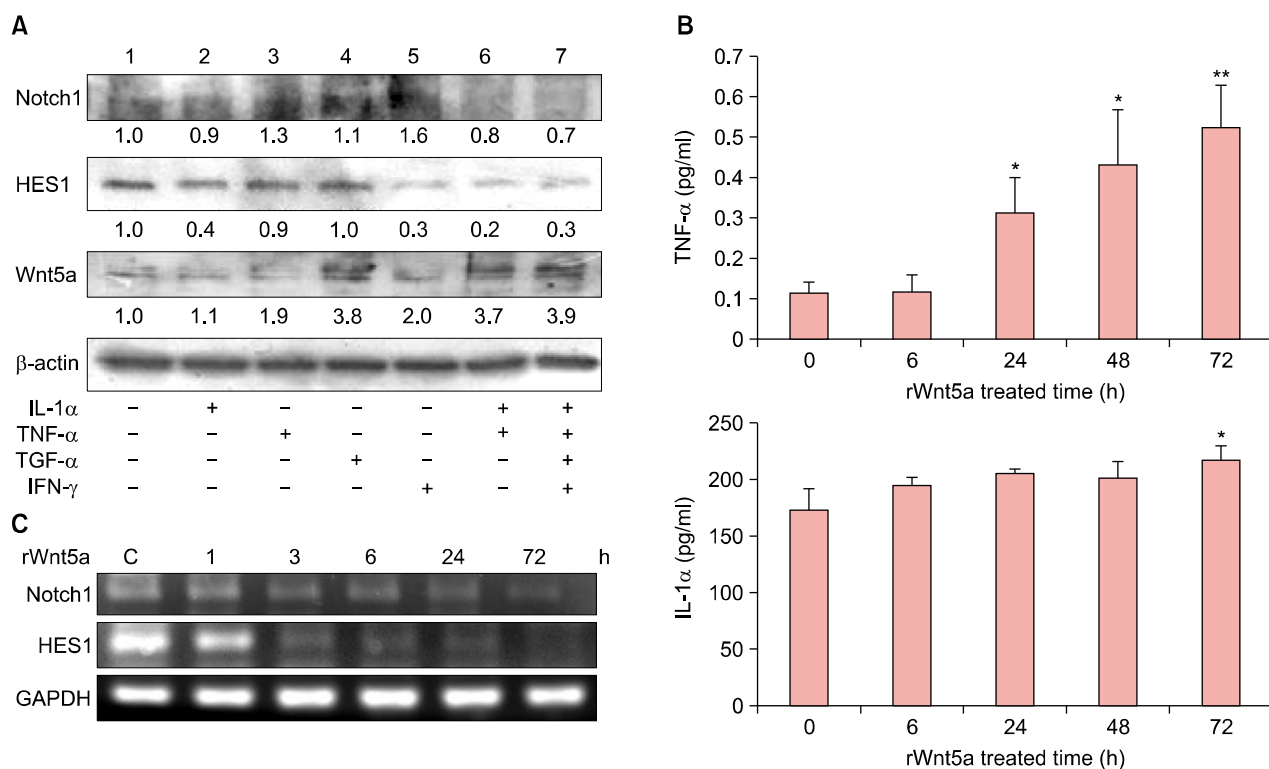 A
1 2 3 4 5 6 7
Notch1
1.0 0.9 1.3 1.1 1.6 0.8 0.7
HES1
1.0 0.4 0.9 1.0 0.3 0.2 0.3
Wnt5a
1.0 1.1 1.9 3.8 2.0 3.7 3.9
β-actin
IL-1α – + – – – + +
TNF-α – – + – – + +
TGF-α – – – + – – +
IFN-γ – – – – + – +
B
0.7
0.6
0.5
0.4
0.3
0.2
0.1
0
TNF-α (pg/ml)
* * **
0 6 24 48 72
rWnt5a treated time (h)
250
200
150
100
50
0
IL-1α (pg/ml)
*
0 6 24 48 72
rWnt5a treated time (h)
C
rWnt5a C 1 3 6 24 72 h
Notch1
HES1
GAPDH